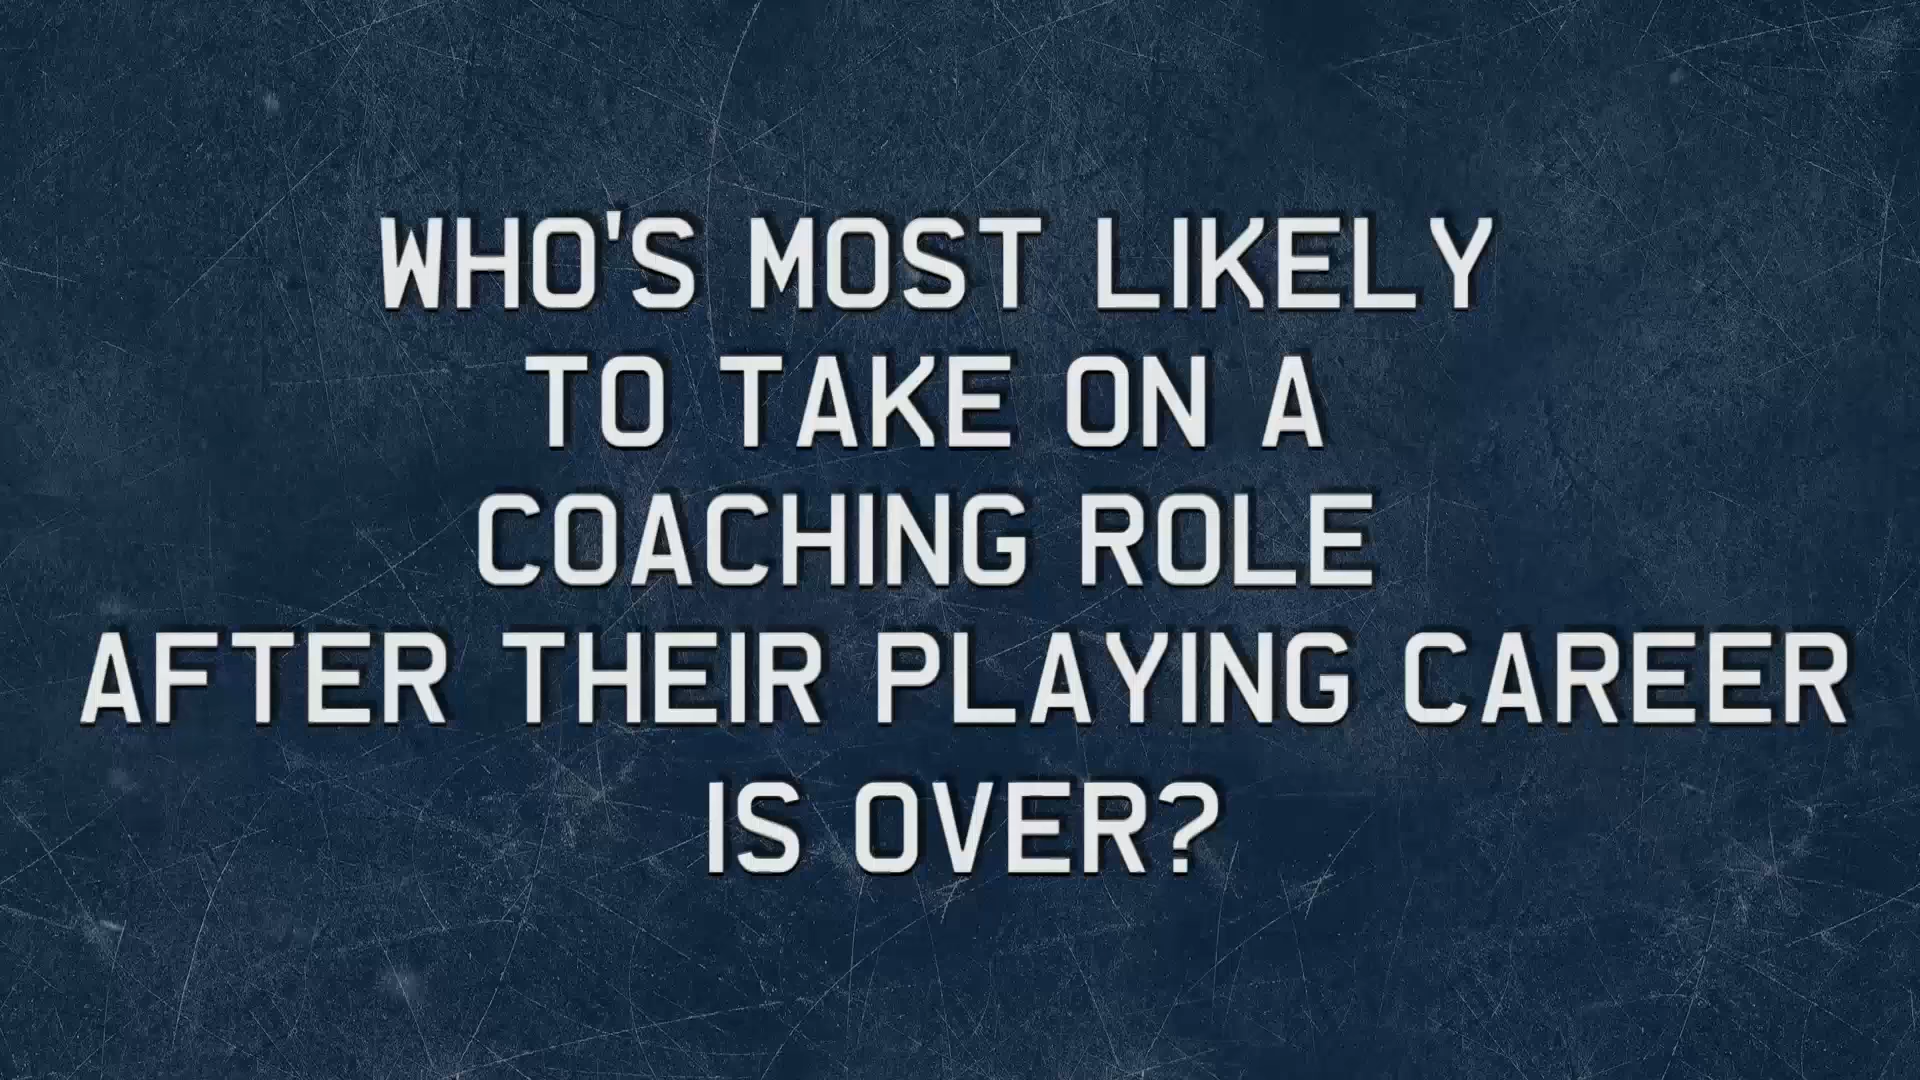 WHO'S MOST LIKELY
TO TAKE ON A
COACHING ROLE
AFTER THEIR PLAYING CAREER
IS OVER?